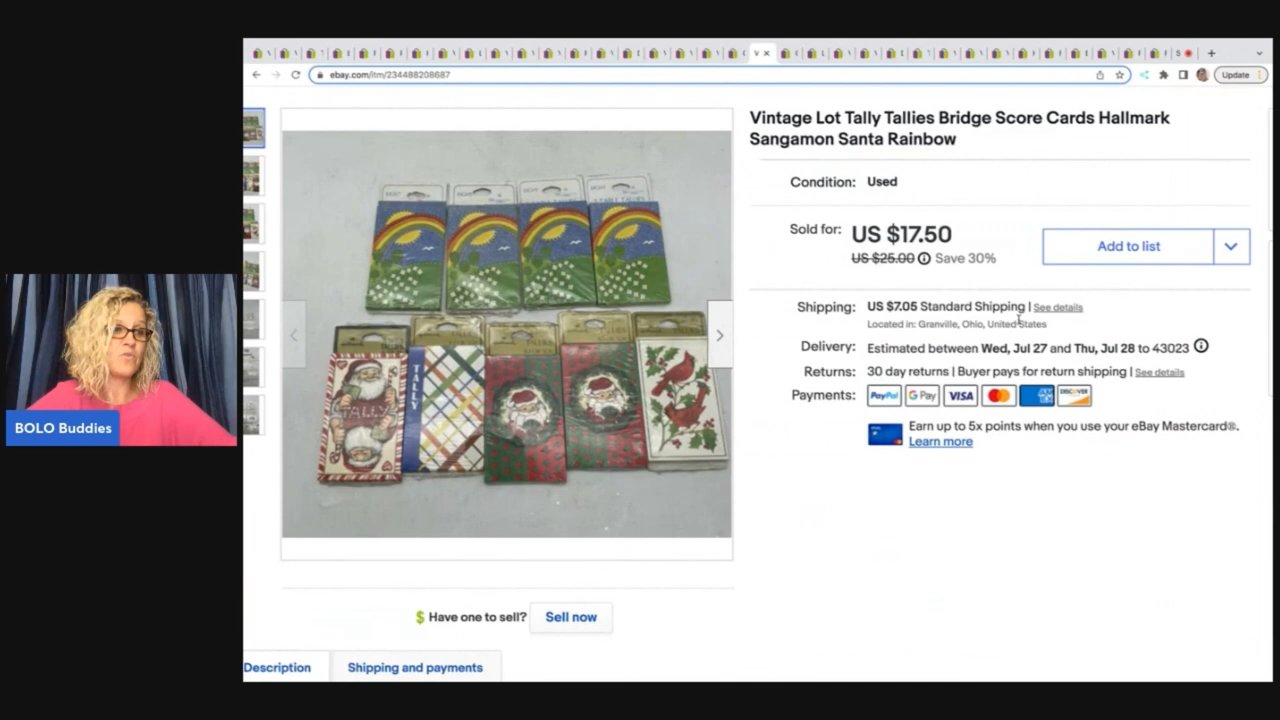 ebay.com/itm/234488208687
Update
Vintage Lot Tally Tallies Bridge Score Cards Hallmark
Sangamon Santa Rainbow
Condition: Used
Sold for: US $17.50
US $25.00 Save 30%
Add to list
Shipping: US $7.05 Standard Shipping | See details
Located in: Granville, Ohio, United States
Delivery: Estimated between Wed, Jul 27 and Thu, Jul 28 to 43023
Returns: 30 day returns | Buyer pays for return shipping | See details
Payments: PayPal G Pay VISA DISCOVER
Earn up to 5x points when you use your eBay Mastercard®.
Learn more
TALLY
TALLY
BOLO Buddies
$ Have one to sell? Sell now
Description Shipping and payments